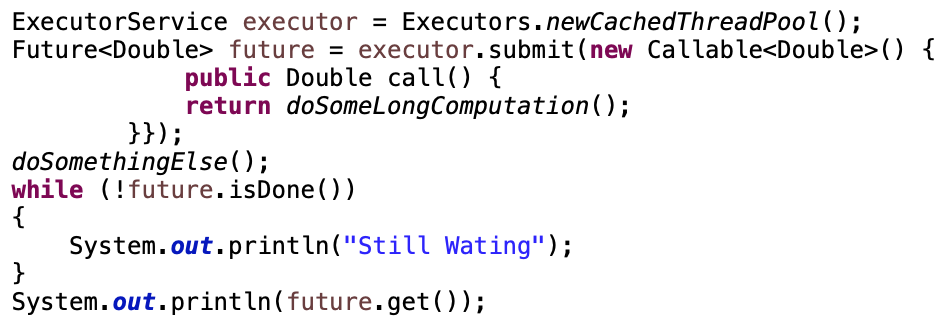 ExecutorService executor = Executors.newCachedThreadPool();
Future<Double> future = executor.submit(new Callable<Double>() {
            public Double call() {
            return doSomeLongComputation();
        }});
doSomethingElse();
while (!future.isDone())
{
    System.out.println("Still Wating");
}
System.out.println(future.get());